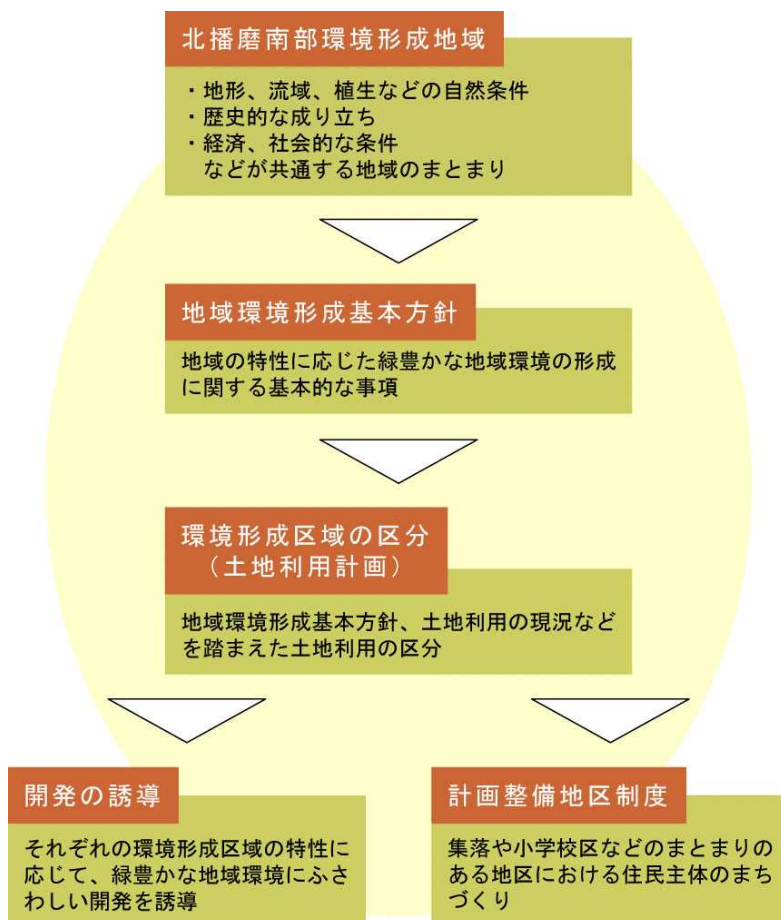 北播磨南部環境形成地域
・地形、流域、植生などの自然条件
・歴史的な成り立ち
・経済、社会的な条件
などが共通する地域のまとまり
地域環境形成基本方針
地域の特性に応じた緑豊かな地域環境の形成
に関する基本的な事項
環境形成区域の区分
（土地利用計画）
地域環境形成基本方針、土地利用の現況など
を踏まえた土地利用の区分
開発の誘導
それぞれの環境形成区域の特性に
応じて、緑豊かな地域環境にふさ
わしい開発を誘導
計画整備地区制度
集落や小学校区などのまとまりの
ある地区における住民主体のまち
づくり